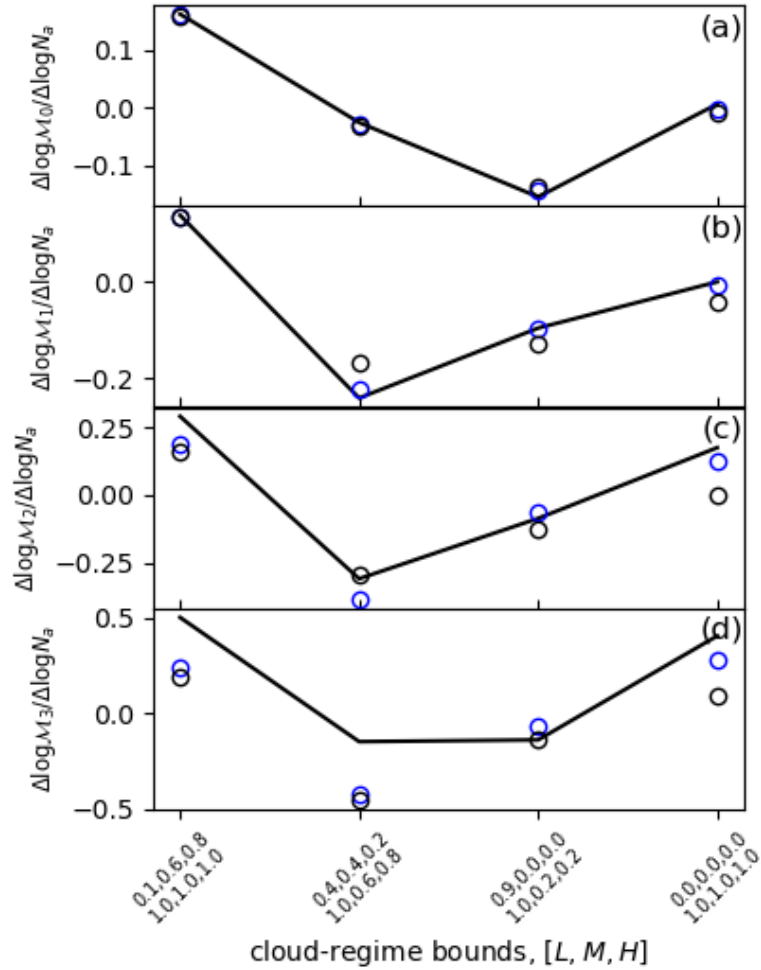 (a)
0.1
0.0
−0.1
Δlogℳ₀/ΔlogNₐ
(b)
0.0
−0.2
Δlogℳ₁/ΔlogNₐ
(c)
0.25
0.00
−0.25
Δlogℳ₂/ΔlogNₐ
(d)
0.5
0.0
−0.5
Δlogℳ₃/ΔlogNₐ
0.1,0.6,0.8
1.0,1.0,1.0
0.4,0.4,0.2
1.0,0.6,0.8
0.9,0.0,0.0
1.0,0.2,0.2
0.0,0.0,0.0
1.0,1.0,1.0
cloud-regime bounds, [L, M, H]